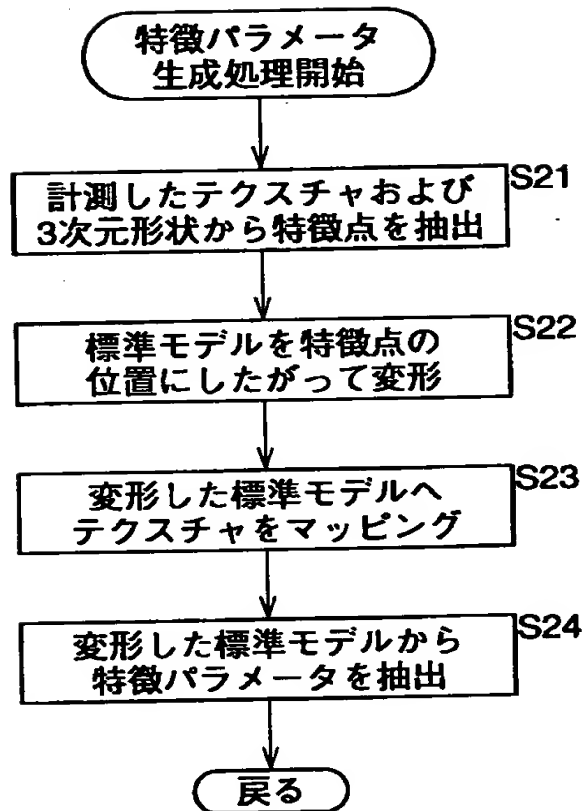 特徴パラメータ
生成処理開始
S21
計測したテクスチャおよび
3次元形状から特徴点を抽出
S22
標準モデルを特徴点の
位置にしたがって変形
S23
変形した標準モデルへ
テクスチャをマッピング
S24
変形した標準モデルから
特徴パラメータを抽出
戻る